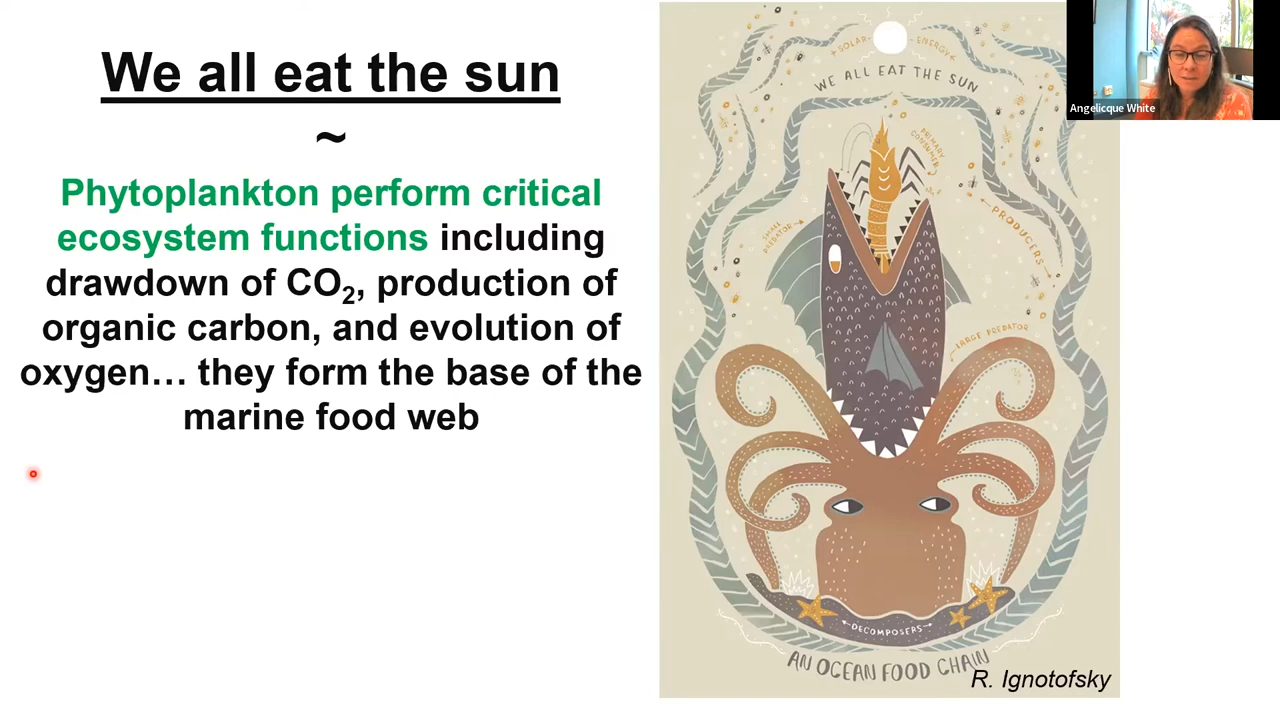 We all eat the sun
~
Phytoplankton perform critical
ecosystem functions including
drawdown of CO₂, production of
organic carbon, and evolution of
oxygen… they form the base of the
marine food web
SOLAR ENERGY
WE ALL EAT THE SUN
PRIMARY
CONSUMER
SMALL
PREDATOR
PRODUCERS
LARGE PREDATOR
DECOMPOSERS
AN OCEAN FOOD CHAIN
R. Ignotofsky
Angelicque White